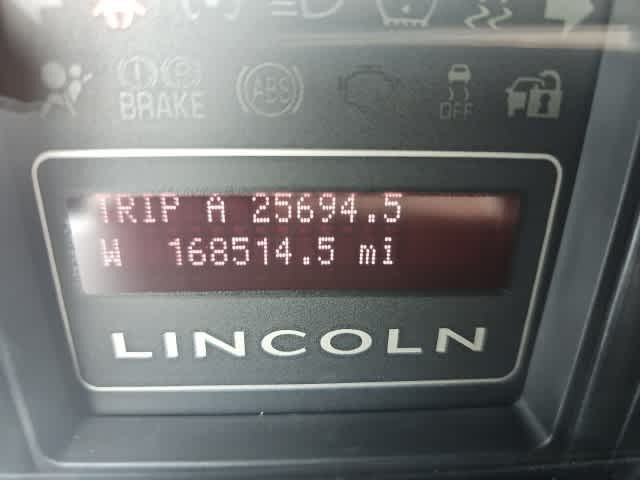 BRAKE
ABS
OFF
TRIP A 25694.5
W 168514.5 mi
LINCOLN